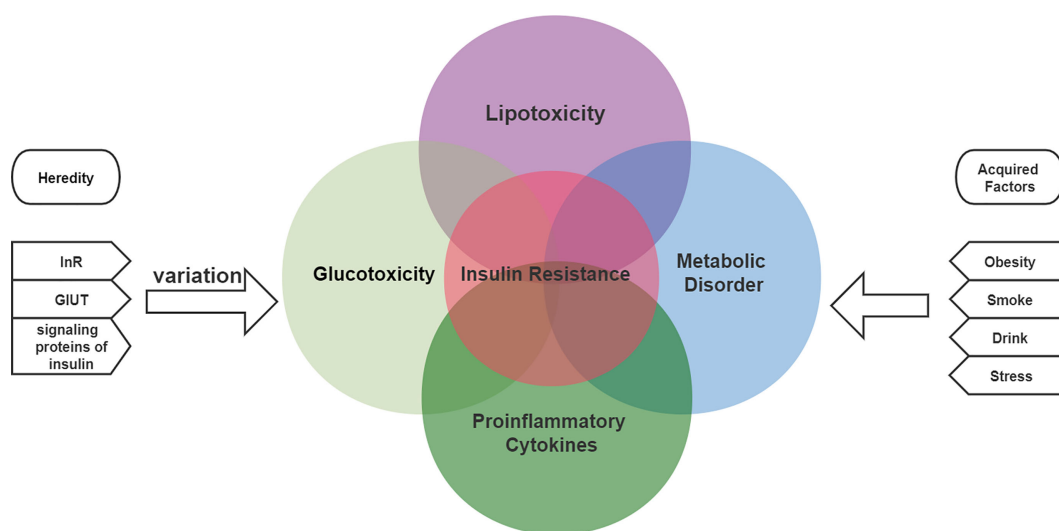 Heredity
InR
GlUT
signaling
proteins of
insulin
variation
Lipotoxicity
Glucotoxicity
Insulin Resistance
Metabolic
Disorder
Proinflammatory
Cytokines
Acquired
Factors
Obesity
Smoke
Drink
Stress